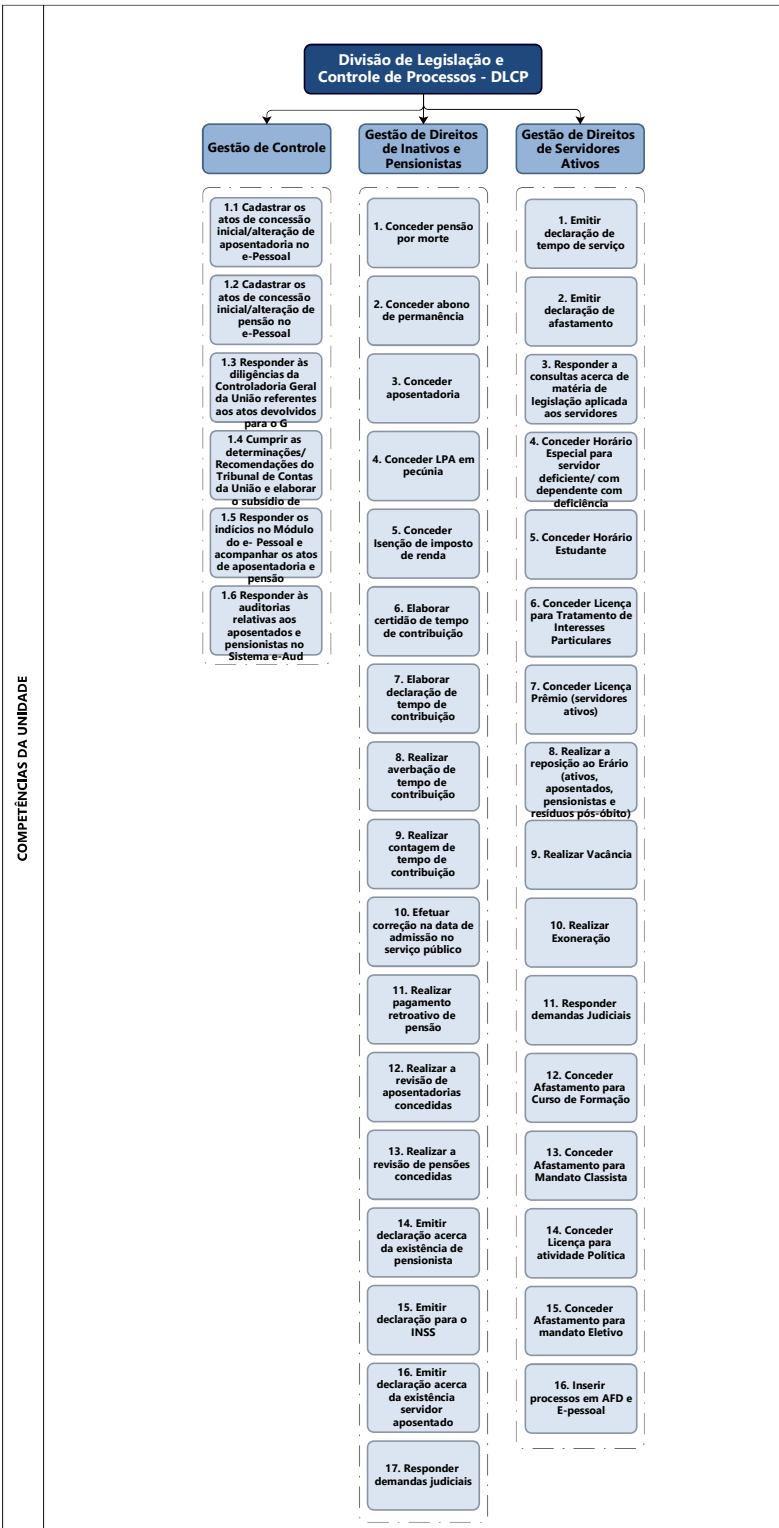 COMPETÊNCIAS DA UNIDADE
Divisão de Legislação e
Controle de Processos - DLCP
Gestão de Controle
1.1 Cadastrar os
atos de concessão
inicial/alteração de
aposentadoria no
e-Pessoal
1.2 Cadastrar os
atos de concessão
inicial/alteração de
pensão no
e-Pessoal
1.3 Responder às
diligências da
Controladoria Geral
da União referentes
aos atos devolvidos
para o G
1.4 Cumprir as
determinações/
Recomendações do
Tribunal de Contas
da União e elaborar
o subsídio de
1.5 Responder os
indícios no Módulo
do e- Pessoal e
acompanhar os atos
de aposentadoria e
pensão
1.6 Responder às
auditorias
relativas aos
aposentados e
pensionistas no
Sistema e-Aud
Gestão de Direitos
de Inativos e
Pensionistas
1. Conceder pensão
por morte
2. Conceder abono
de permanência
3. Conceder
aposentadoria
4. Conceder LPA em
pecúnia
5. Conceder
Isenção de imposto
de renda
6. Elaborar
certidão de tempo
de contribuição
7. Elaborar
declaração de
tempo de
contribuição
8. Realizar
averbação de
tempo de
contribuição
9. Realizar
contagem de
tempo de
contribuição
10. Efetuar
correção na data de
admissão no
serviço público
11. Realizar
pagamento
retroativo de
pensão
12. Realizar a
revisão de
aposentadorias
concedidas
13. Realizar a
revisão de pensões
concedidas
14. Emitir
declaração acerca
da existência de
pensionista
15. Emitir
declaração para o
INSS
16. Emitir
declaração acerca
da existência
servidor
aposentado
17. Responder
demandas judiciais
Gestão de Direitos
de Servidores
Ativos
1. Emitir
declaração de
tempo de serviço
2. Emitir
declaração de
afastamento
3. Responder a
consultas acerca de
matéria de
legislação aplicada
aos servidores
4. Conceder Horário
Especial para
servidor
deficiente/ com
dependente com
deficiência
5. Conceder Horário
Estudante
6. Conceder Licença
para Tratamento de
Interesses
Particulares
7. Conceder Licença
Prêmio (servidores
ativos)
8. Realizar a
reposição ao Erário
(ativos,
aposentados,
pensionistas e
resíduos pós-óbito)
9. Realizar Vacância
10. Realizar
Exoneração
11. Responder
demandas Judiciais
12. Conceder
Afastamento para
Curso de Formação
13. Conceder
Afastamento para
Mandato Classista
14. Conceder
Licença para
atividade Política
15. Conceder
Afastamento para
mandato Eletivo
16. Inserir
processos em AFD e
E-pessoal